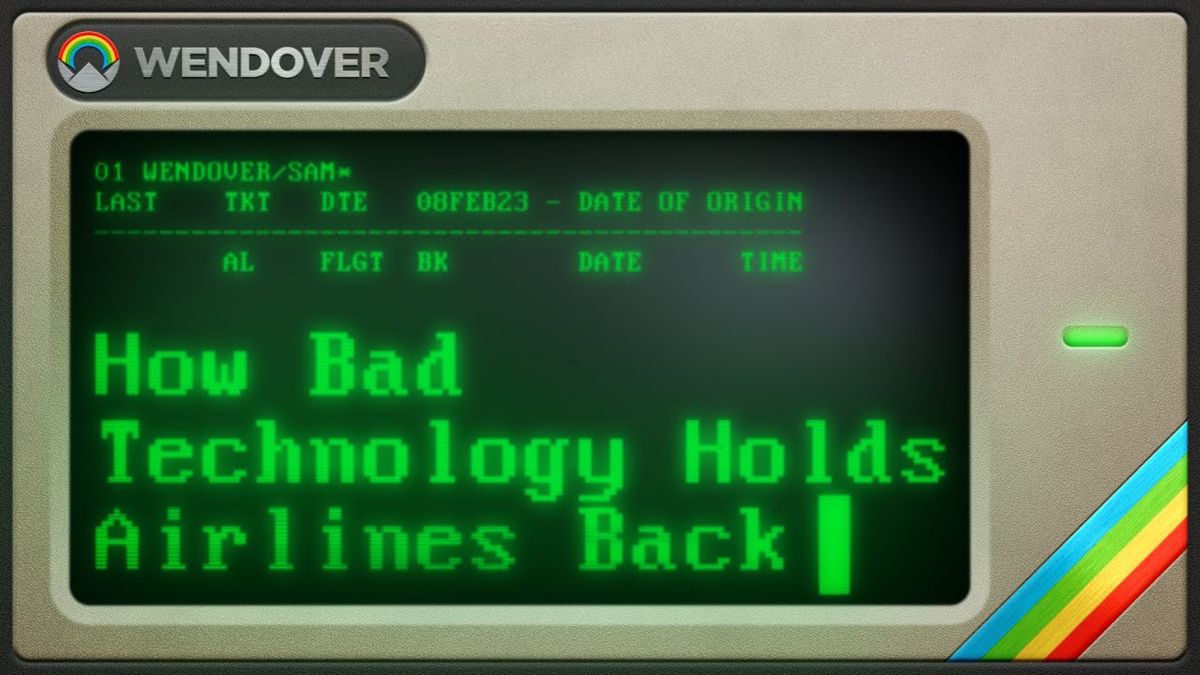 WENDOVER
01 WENDOVER/SAM*
LAST TKT DTE 08FEB23 - DATE OF ORIGIN
--------------------------------------------
AL FLGT BK DATE TIME
How Bad
Technology Holds
Airlines Back